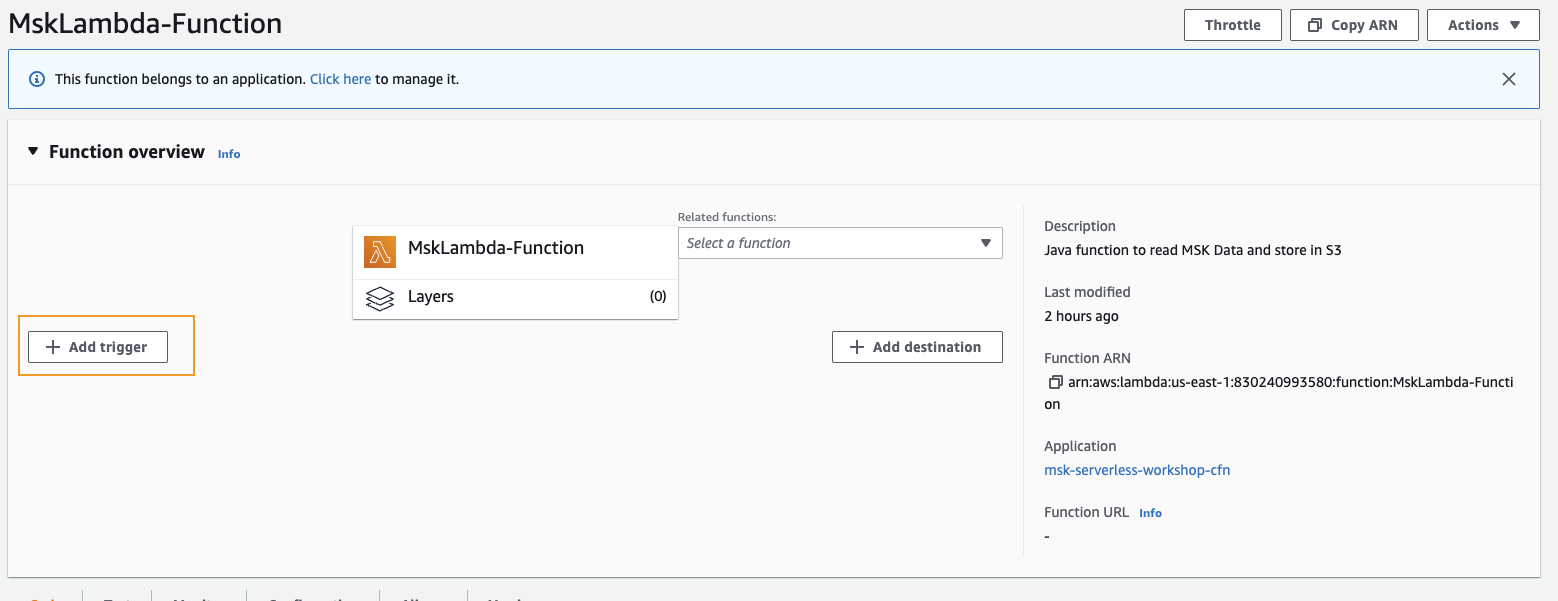 MskLambda-Function
Throttle
Copy ARN
Actions
This function belongs to an application. Click here to manage it.
Function overview Info
Related functions:
MskLambda-Function
Select a function
Layers (0)
Add trigger
Add destination
Description
Java function to read MSK Data and store in S3
Last modified
2 hours ago
Function ARN
arn:aws:lambda:us-east-1:830240993580:function:MskLambda-Functi
on
Application
msk-serverless-workshop-cfn
Function URL Info
-